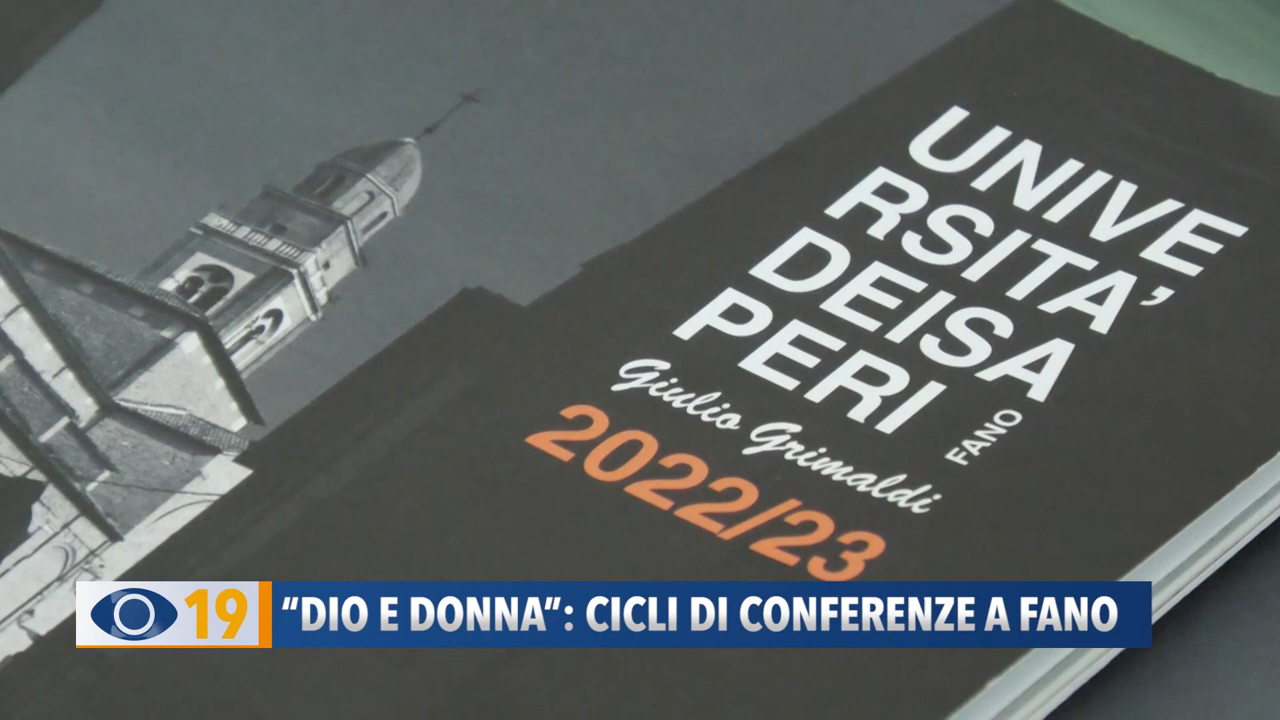 UNIVE
RSITA'
DEISA
PERI
FANO
Giulio Grimaldi
2022/23
19
“DIO E DONNA”: CICLI DI CONFERENZE A FANO